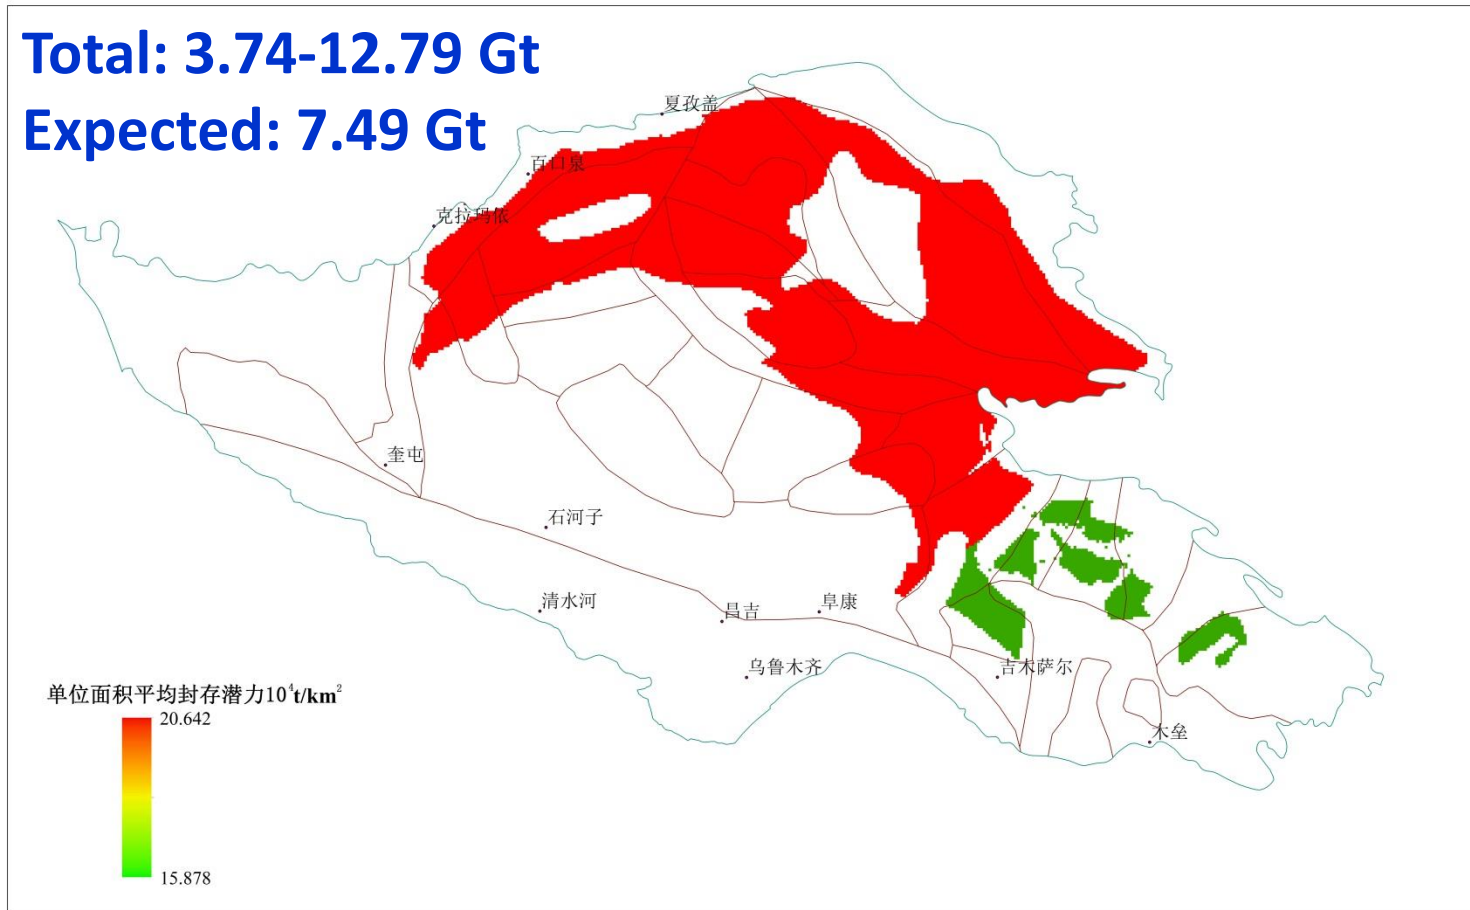 Total: 3.74-12.79 Gt
Expected: 7.49 Gt
夏孜盖
百口泉
克拉玛依
奎屯
石河子
清水河
昌吉
阜康
乌鲁木齐
吉木萨尔
木垒
单位面积平均封存潜力10⁴t/km²
20.642
15.878